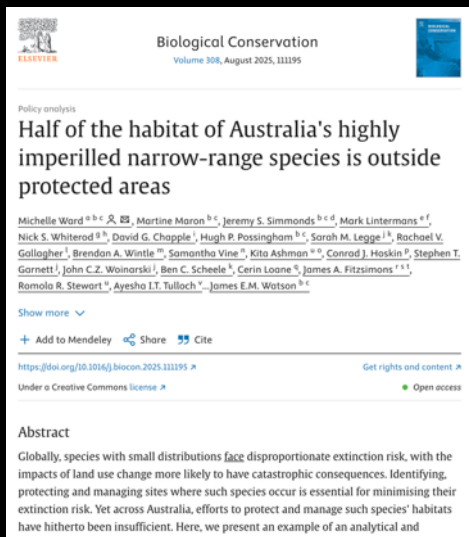 ELSEVIER
Biological Conservation
Volume 308, August 2025, 111195
Policy analysis
Half of the habitat of Australia's highly
imperilled narrow-range species is outside
protected areas
Michelle Ward a b c, Martine Maron b c, Jeremy S. Simmonds b c d, Mark Lintermans e f,
Nick S. Whiterod g h, David G. Chapple i, Hugh P. Possingham b c, Sarah M. Legge j k, Rachael V.
Gallagher l, Brendan A. Wintle m, Samantha Vine n, Kita Ashman u o, Conrad J. Hoskin p, Stephen T.
Garnett j, John C.Z. Woinarski j, Ben C. Scheele k, Cerin Loane q, James A. Fitzsimons r s t,
Romola R. Stewart u, Ayesha I.T. Tulloch v...James E.M. Watson b c
Show more
+ Add to Mendeley Share Cite
https://doi.org/10.1016/j.biocon.2025.111195 ↗ Get rights and content ↗
Under a Creative Commons license ↗ Open access
Abstract
Globally, species with small distributions face disproportionate extinction risk, with the
impacts of land use change more likely to have catastrophic consequences. Identifying,
protecting and managing sites where such species occur is essential for minimising their
extinction risk. Yet across Australia, efforts to protect and manage such species' habitats
have hitherto been insufficient. Here, we present an example of an analytical and